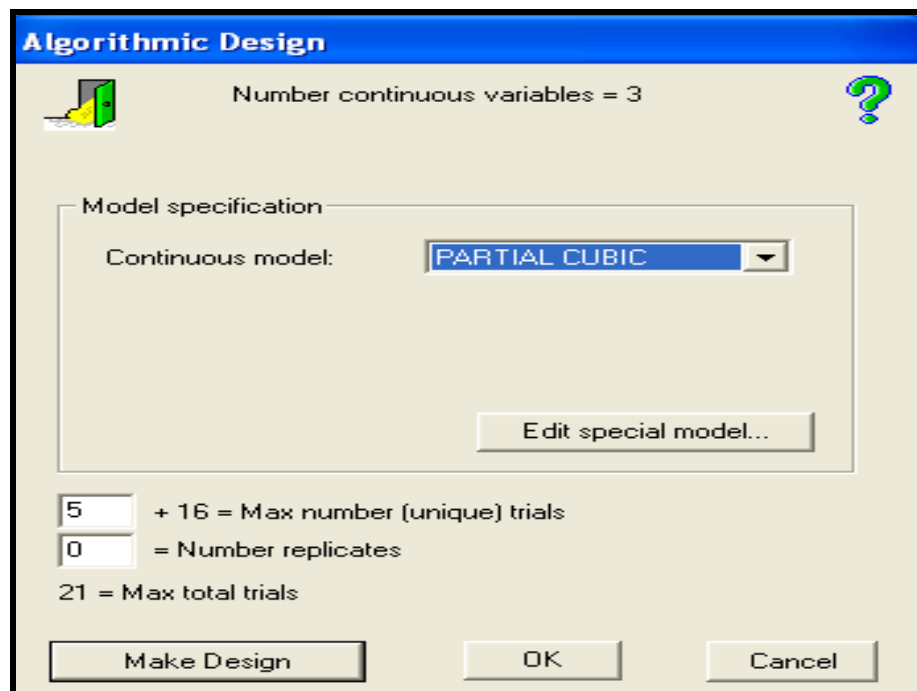 Algorithmic Design
Number continuous variables = 3
?
Model specification
Continuous model: PARTIAL CUBIC
Edit special model...
5 + 16 = Max number (unique) trials
0 = Number replicates
21 = Max total trials
Make Design OK Cancel